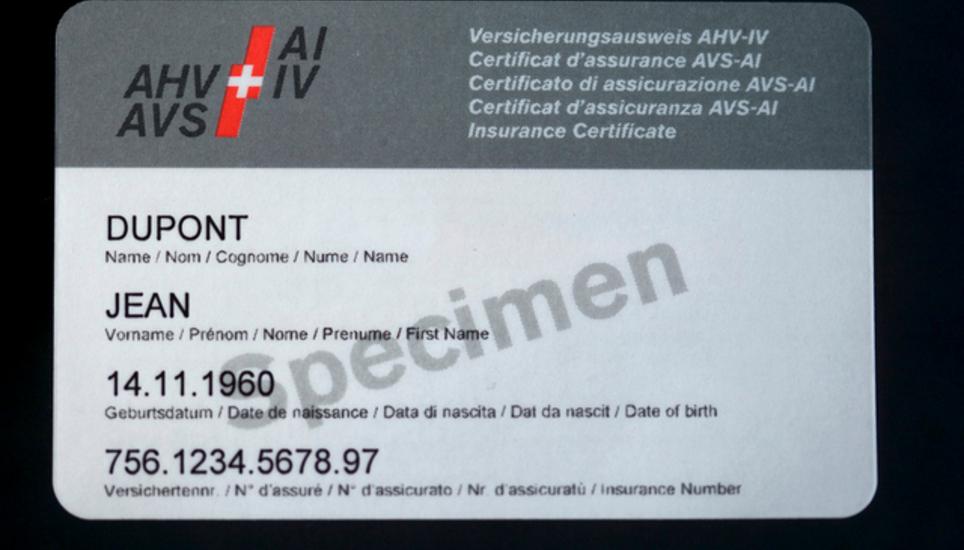 AI
AHV IV
AVS
Versicherungsausweis AHV-IV
Certificat d'assurance AVS-AI
Certificato di assicurazione AVS-AI
Certificat d'assicuranza AVS-AI
Insurance Certificate
DUPONT
Name / Nom / Cognome / Nume / Name
JEAN
Vorname / Prénom / Nome / Prenume / First Name
14.11.1960
Geburtsdatum / Date de naissance / Data di nascita / Dat da nascit / Date of birth
756.1234.5678.97
Versichertennr. / N° d'assuré / N° d'assicurato / Nr. d'assicuratù / Insurance Number
Specimen